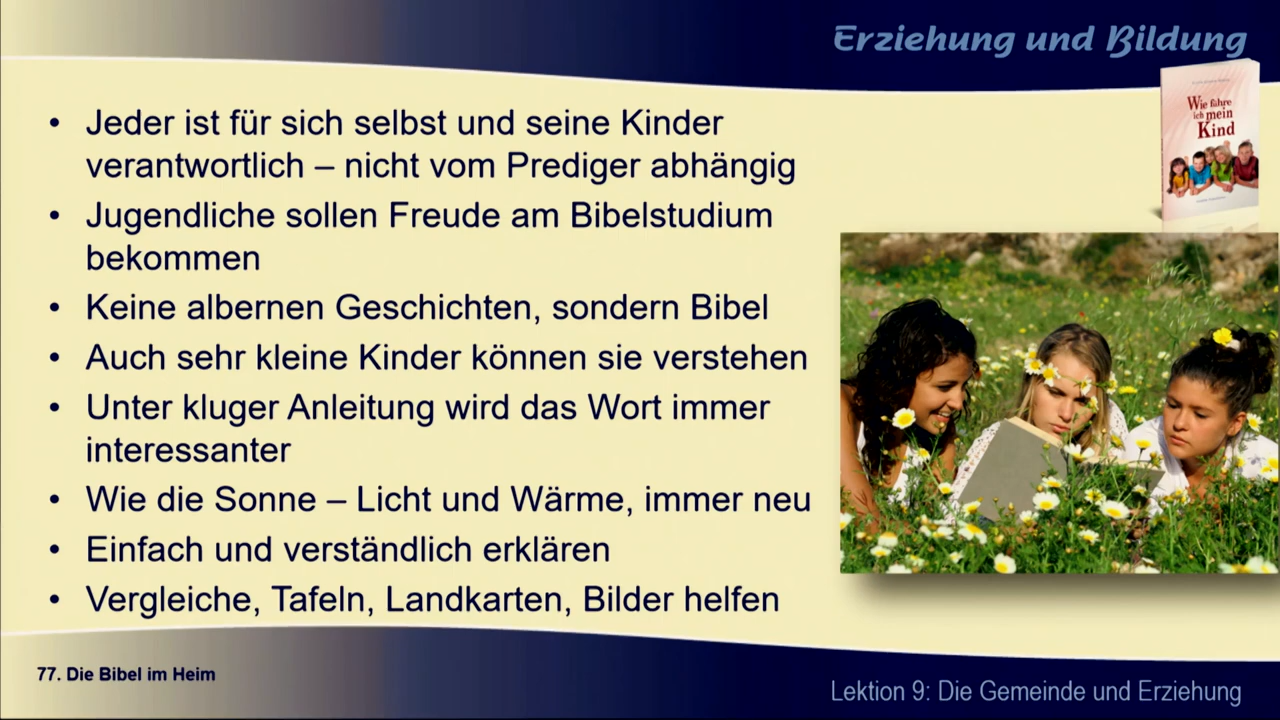 Erziehung und Bildung
Wie führe
ich mein
Kind
• Jeder ist für sich selbst und seine Kinder
verantwortlich – nicht vom Prediger abhängig
• Jugendliche sollen Freude am Bibelstudium
bekommen
• Keine albernen Geschichten, sondern Bibel
• Auch sehr kleine Kinder können sie verstehen
• Unter kluger Anleitung wird das Wort immer
interessanter
• Wie die Sonne – Licht und Wärme, immer neu
• Einfach und verständlich erklären
• Vergleiche, Tafeln, Landkarten, Bilder helfen
77. Die Bibel im Heim
Lektion 9: Die Gemeinde und Erziehung